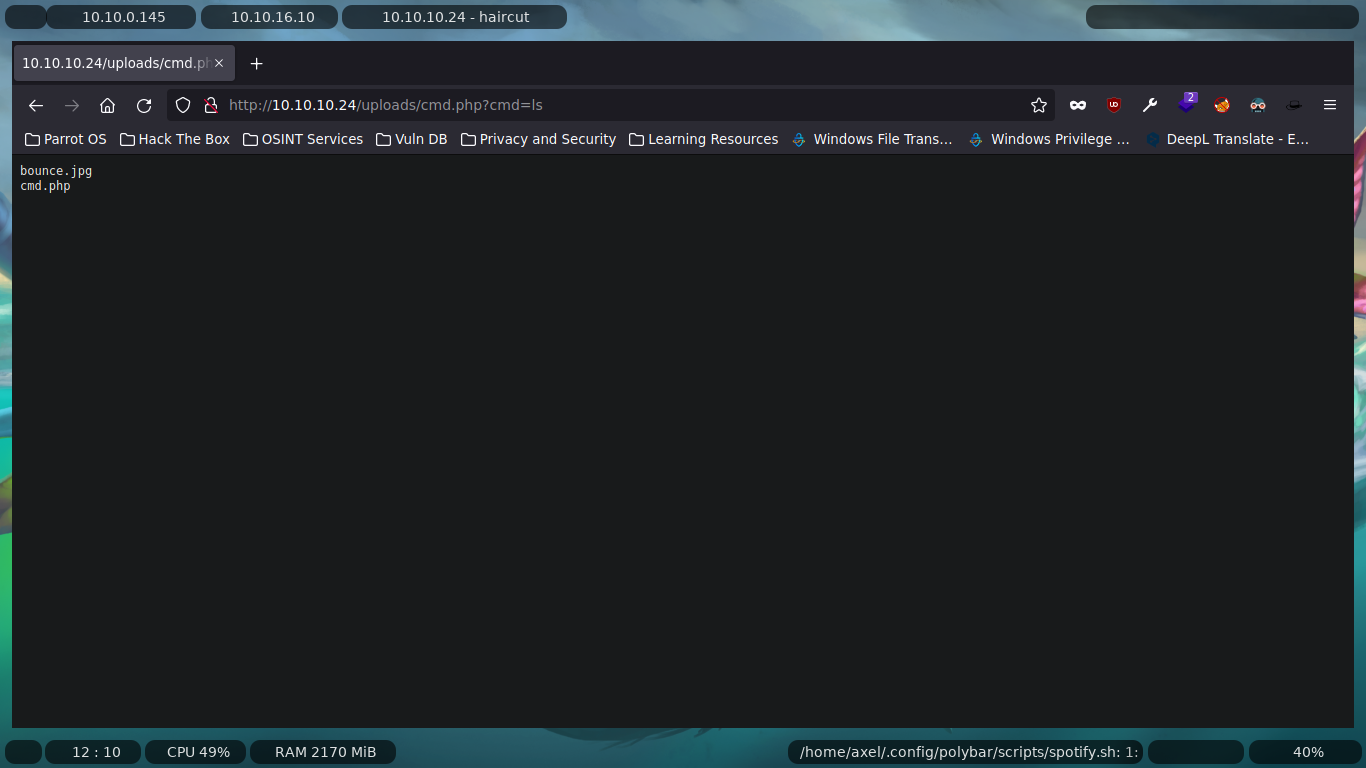 10.10.0.145 10.10.16.10 10.10.10.24 - haircut
10.10.10.24/uploads/cmd.ph
http://10.10.10.24/uploads/cmd.php?cmd=ls
2
Parrot OS Hack The Box OSINT Services Vuln DB Privacy and Security Learning Resources Windows File Trans… Windows Privilege … DeepL Translate - E…
bounce.jpg
cmd.php
12 : 10 CPU 49% RAM 2170 MiB /home/axel/.config/polybar/scripts/spotify.sh: 1: 40%